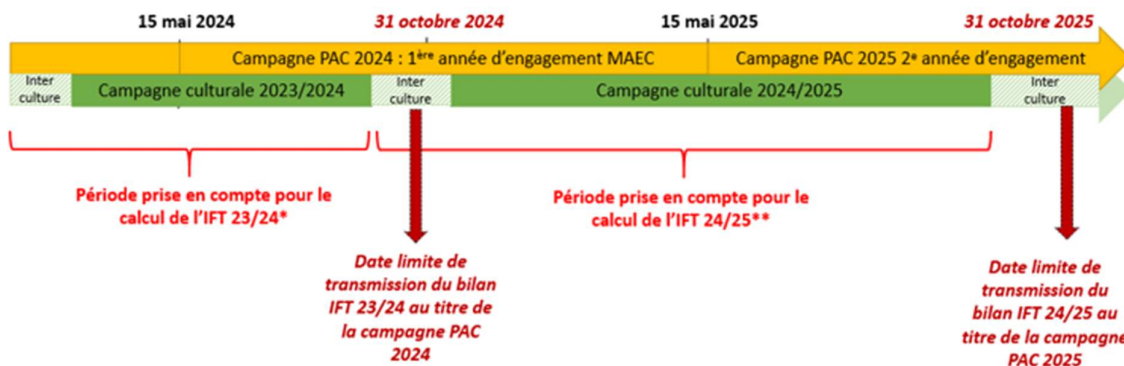 15 mai 2024
31 octobre 2024
15 mai 2025
31 octobre 2025
Campagne PAC 2024 : 1ère année d'engagement MAEC
Campagne PAC 2025 2e année d'engagement
Inter
culture
Campagne culturale 2023/2024
Inter
culture
Campagne culturale 2024/2025
Inter
culture
Période prise en compte pour le
calcul de l'IFT 23/24*
Période prise en compte pour le
calcul de l'IFT 24/25**
Date limite de
transmission du bilan
IFT 23/24 au titre de
la campagne PAC
2024
Date limite de
transmission du
bilan IFT 24/25 au
titre de la campagne
PAC 2025